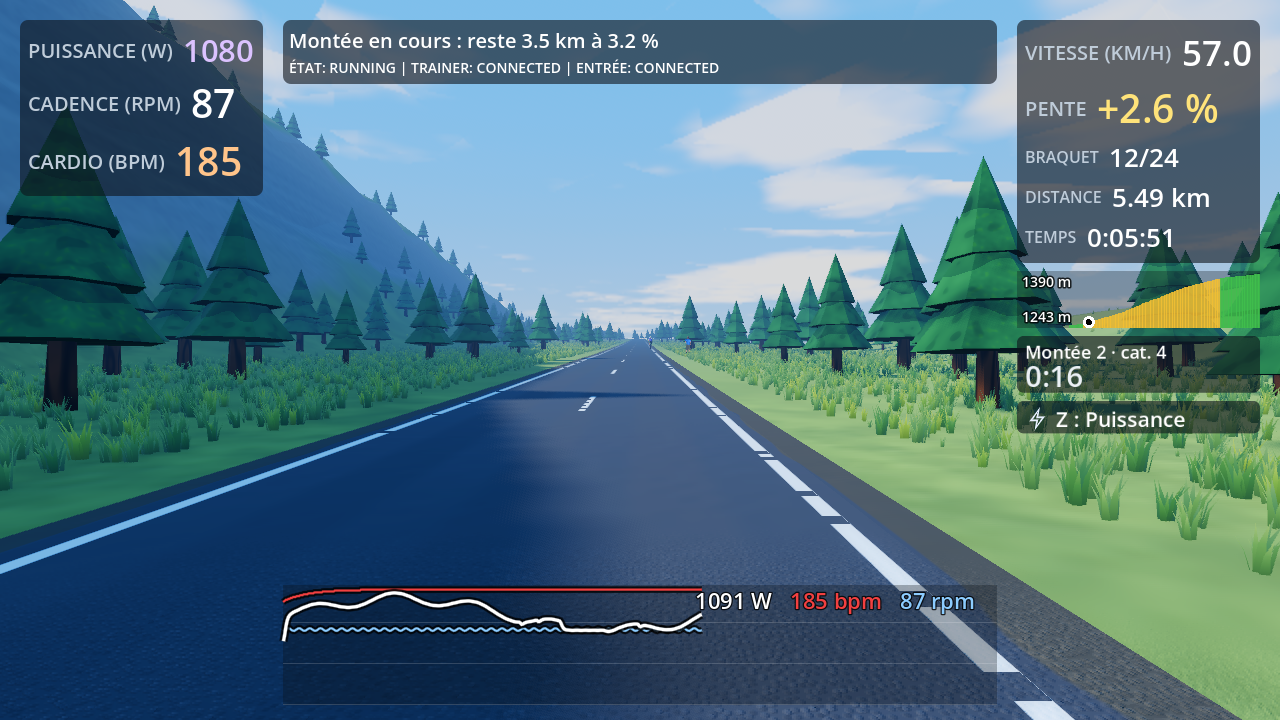 PUISSANCE (W) 1080
CADENCE (RPM) 87
CARDIO (BPM) 185
Montée en cours : reste 3.5 km à 3.2 %
ÉTAT: RUNNING | TRAINER: CONNECTED | ENTRÉE: CONNECTED
VITESSE (KM/H) 57.0
PENTE +2.6 %
BRAQUET 12/24
DISTANCE 5.49 km
TEMPS 0:05:51
1390 m
1243 m
Montée 2 · cat. 4
0:16
Z : Puissance
1091 W 185 bpm 87 rpm